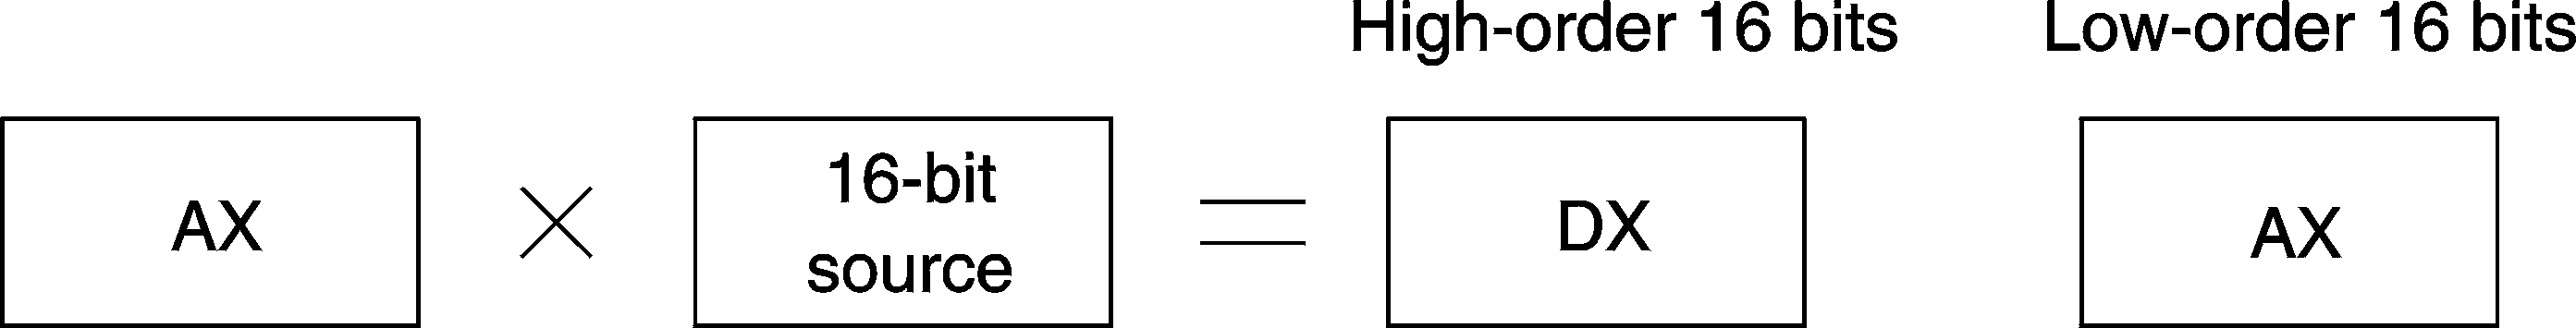 High-order 16 bits
Low-order 16 bits
AX
×
16-bit
source
=
DX
AX